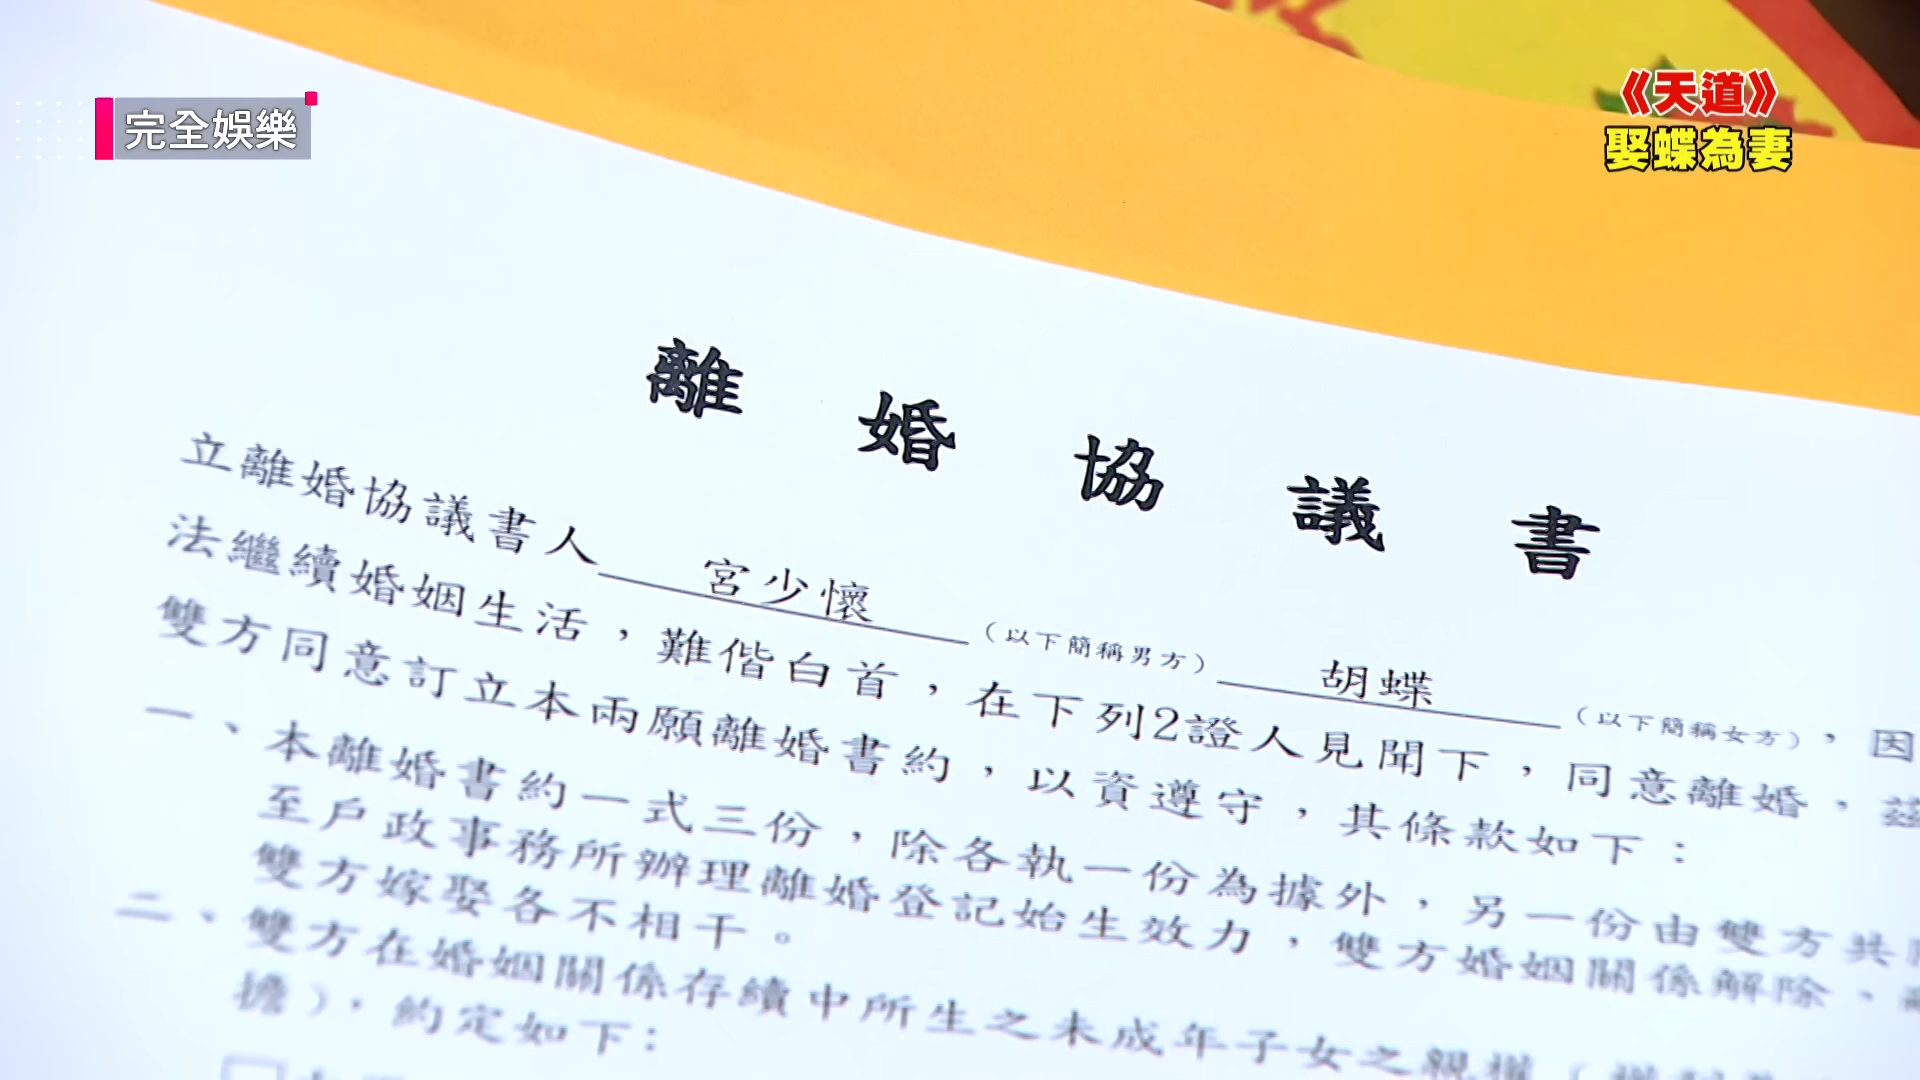 完全娛樂
《天道》
娶蝶為妻
離婚協議書
立離婚協議書人 宮少懷 (以下簡稱男方) 胡蝶 (以下簡稱女方),因
法繼續婚姻生活,難偕白首,在下列2證人見聞下,同意離婚,茲
雙方同意訂立本兩願離婚書約,以資遵守,其條款如下:
一、本離婚書約一式三份,除各執一份為據外,另一份由雙方共
至戶政事務所辦理離婚登記始生效力,雙方婚姻關係解除、
雙方嫁娶各不相干。
二、雙方在婚姻關係存續中所生之未成年子女之親權(
擔),約定如下: